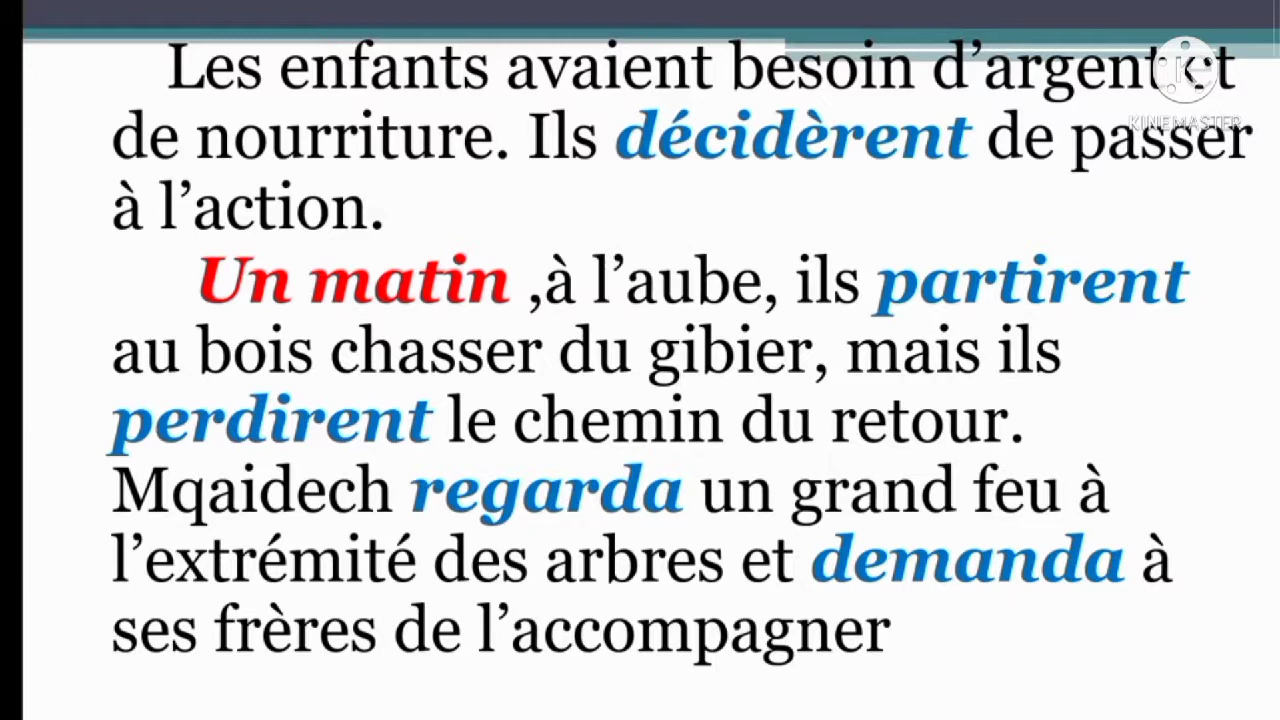 Les enfants avaient besoin d’argent et
de nourriture. Ils décidèrent de passer
à l’action.
Un matin ,à l’aube, ils partirent
au bois chasser du gibier, mais ils
perdirent le chemin du retour.
Mqaidech regarda un grand feu à
l’extrémité des arbres et demanda à
ses frères de l’accompagner
K
KINEMASTER